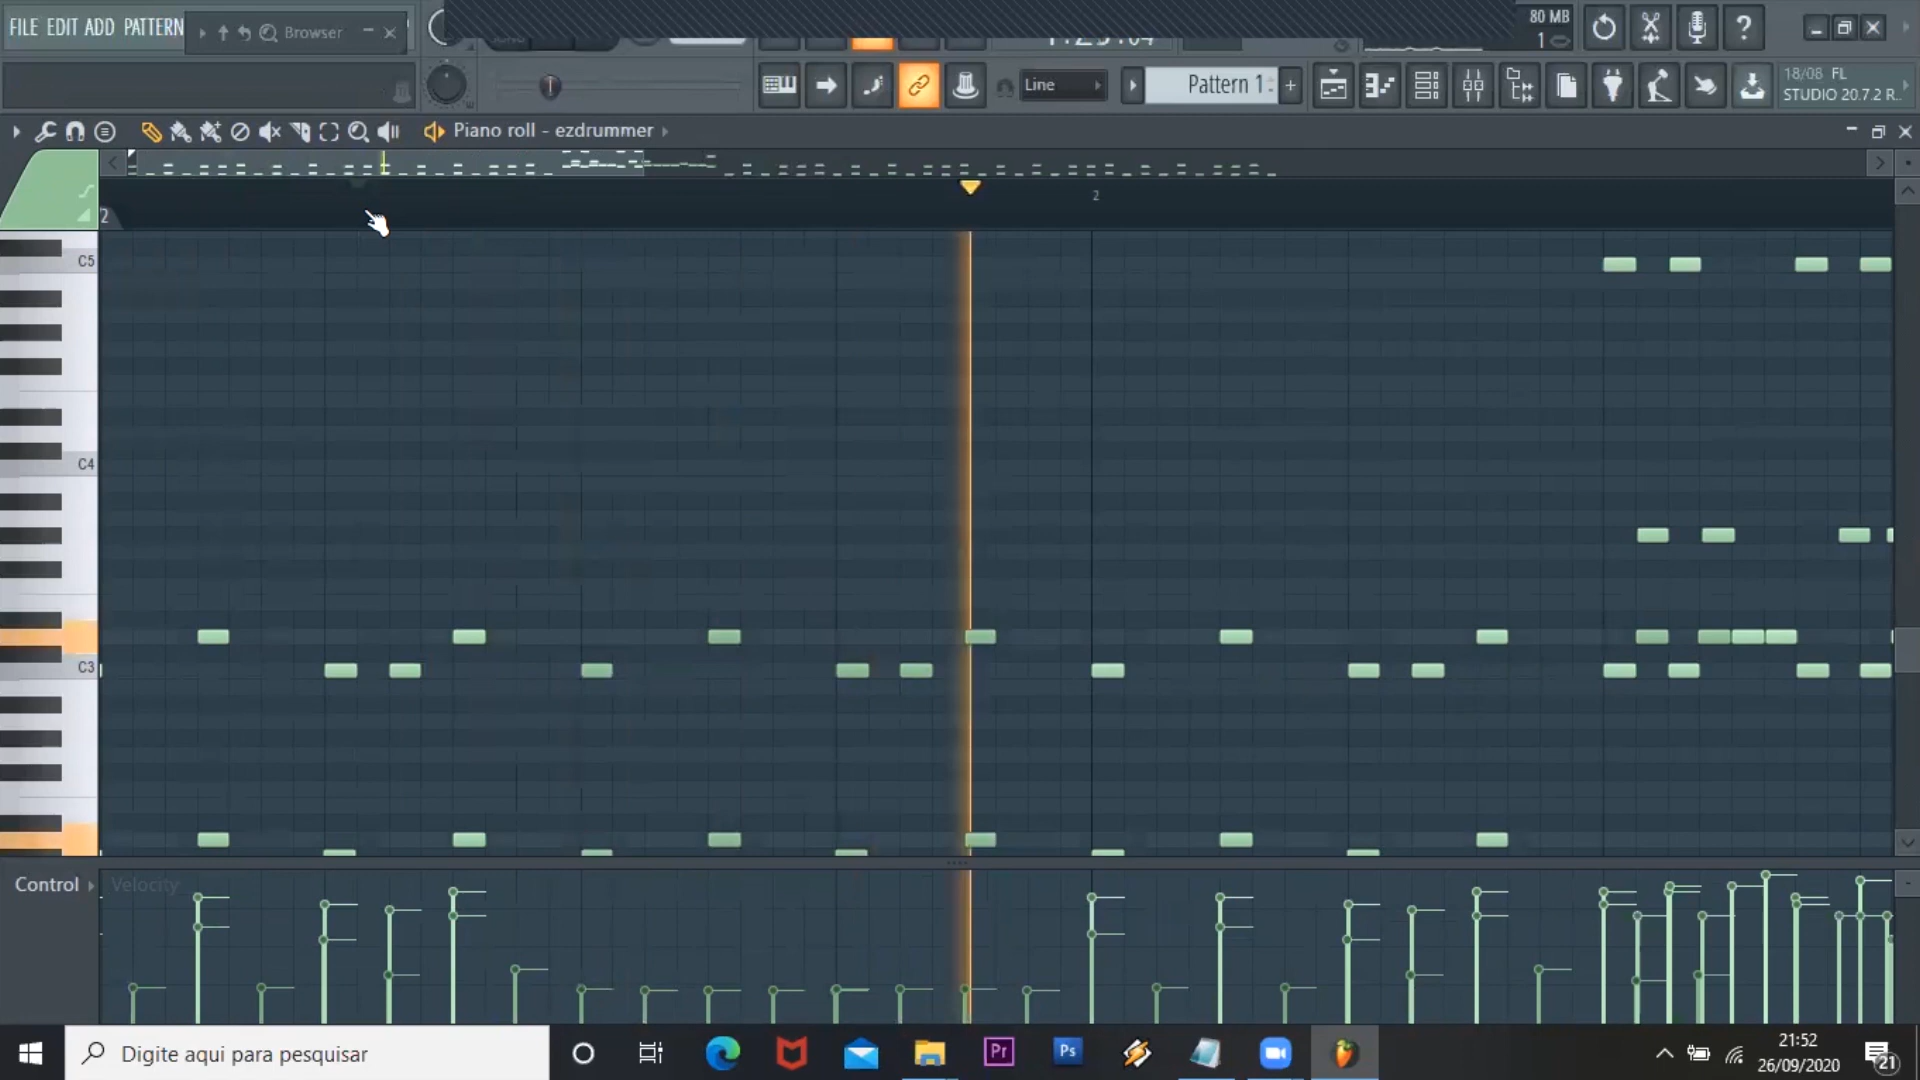 FILE EDIT ADD PATTERN
Browser
80 MB
1
Line
Pattern 1
18/08 FL
STUDIO 20.7.2 R..
Piano roll - ezdrummer
2
2
C5
C4
C3
Control
Velocity
Digite aqui para pesquisar
Pr
Ps
21:52
26/09/2020
21